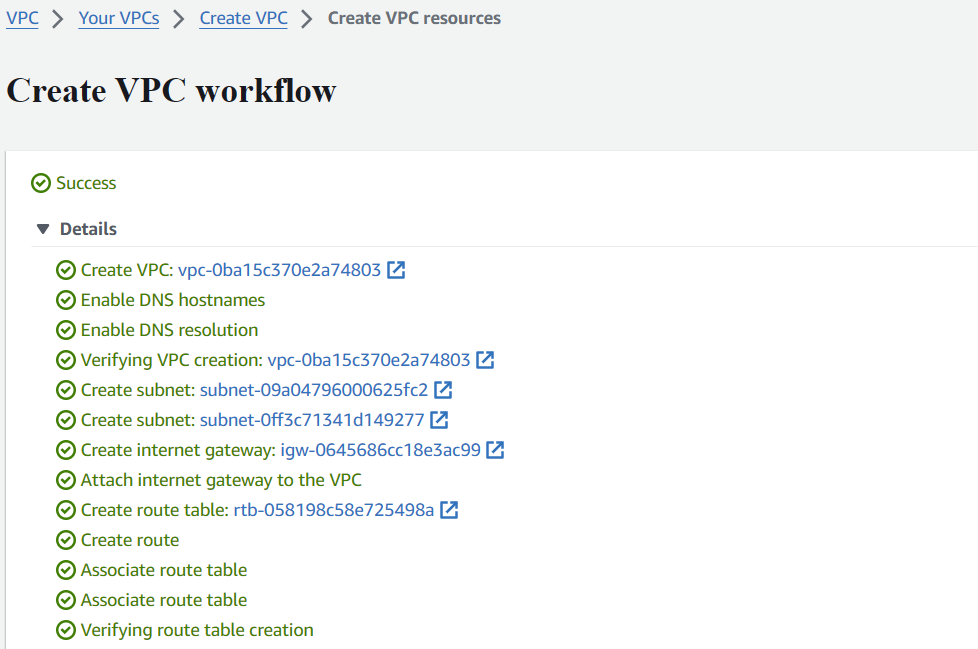 VPC > Your VPCs > Create VPC > Create VPC resources
Create VPC workflow
Success
Details
Create VPC: vpc-0ba15c370e2a74803
Enable DNS hostnames
Enable DNS resolution
Verifying VPC creation: vpc-0ba15c370e2a74803
Create subnet: subnet-09a04796000625fc2
Create subnet: subnet-0ff3c71341d149277
Create internet gateway: igw-0645686cc18e3ac99
Attach internet gateway to the VPC
Create route table: rtb-058198c58e725498a
Create route
Associate route table
Associate route table
Verifying route table creation